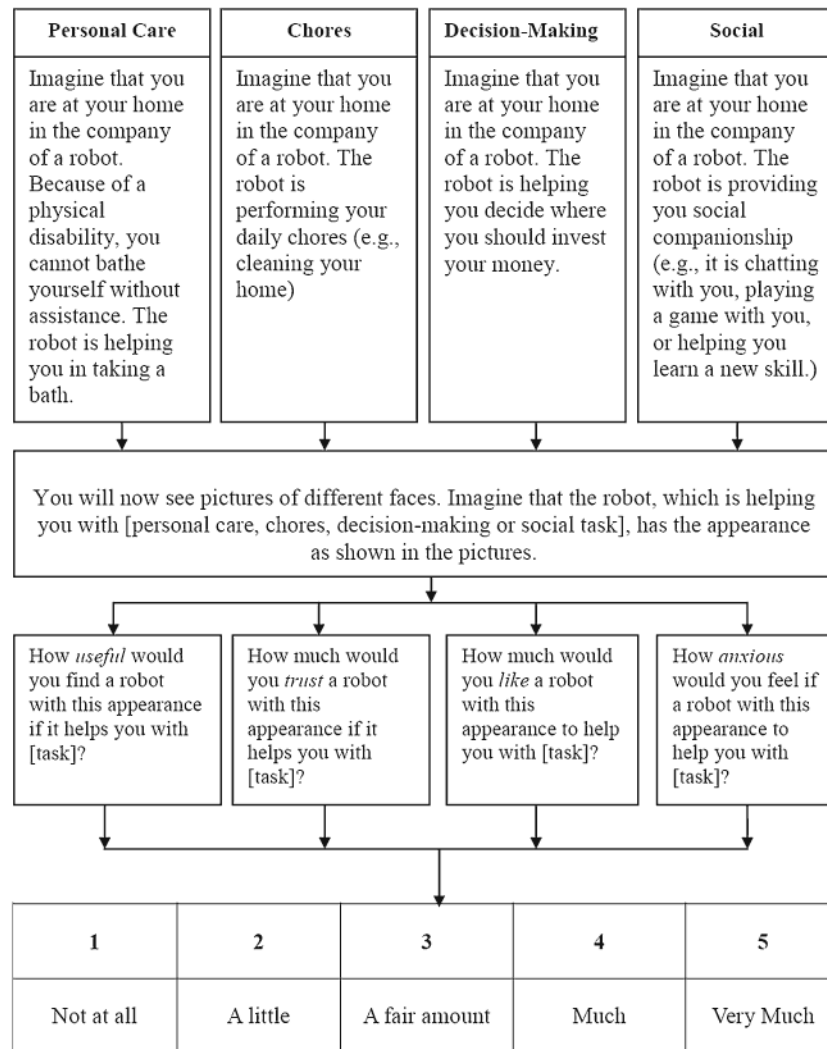 Personal Care
Imagine that you
are at your home
in the company
of a robot.
Because of a
physical
disability, you
cannot bathe
yourself without
assistance. The
robot is helping
you in taking a
bath.
Chores
Imagine that you
are at your home
in the company
of a robot. The
robot is
performing your
daily chores (e.g.,
cleaning your
home)
Decision-Making
Imagine that you
are at your home
in the company
of a robot. The
robot is helping
you decide where
you should invest
your money.
Social
Imagine that you
are at your home
in the company
of a robot. The
robot is providing
you social
companionship
(e.g., it is chatting
with you, playing
a game with you,
or helping you
learn a new skill.)
You will now see pictures of different faces. Imagine that the robot, which is helping
you with [personal care, chores, decision-making or social task], has the appearance
as shown in the pictures.
How useful would
you find a robot
with this appearance
if it helps you with
[task]?
How much would
you trust a robot
with this
appearance if it
helps you with
[task]?
How much would
you like a robot
with this
appearance to help
you with [task]?
How anxious
would you feel if
a robot with this
appearance to
help you with
[task]?
1 2 3 4 5
Not at all A little A fair amount Much Very Much